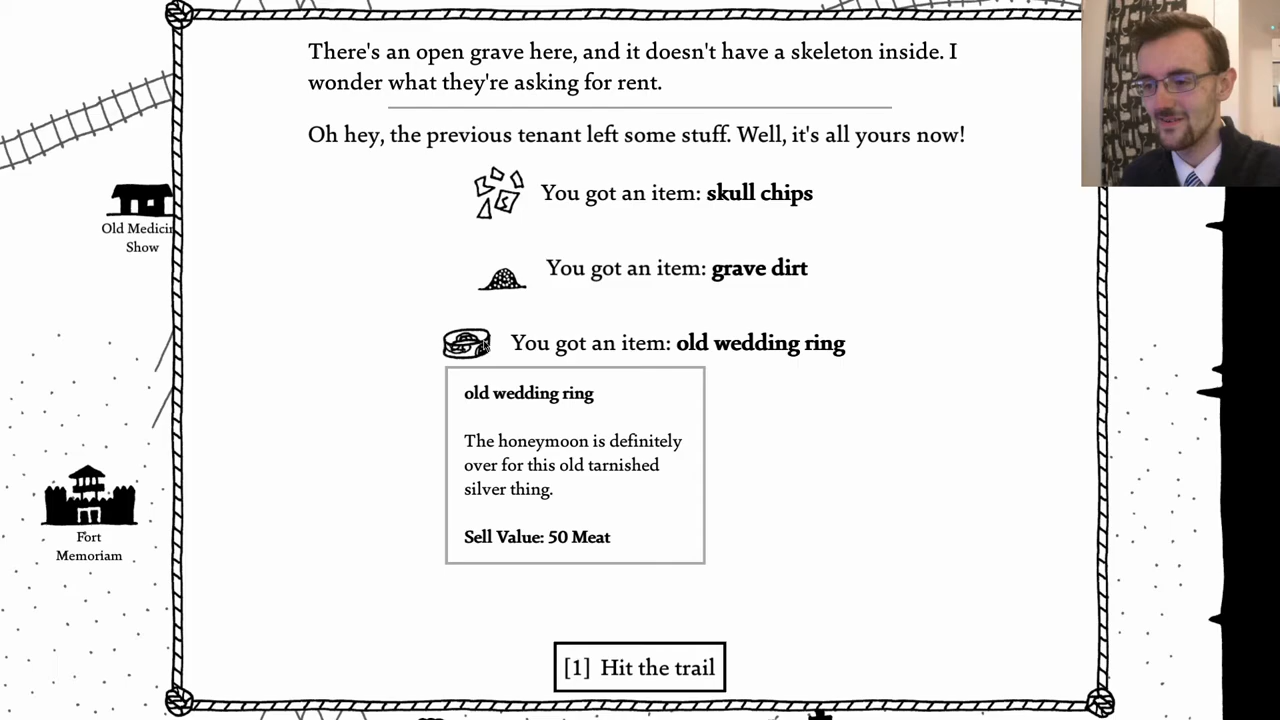 There's an open grave here, and it doesn't have a skeleton inside. I
wonder what they're asking for rent.
Oh hey, the previous tenant left some stuff. Well, it's all yours now!
You got an item: skull chips
You got an item: grave dirt
You got an item: old wedding ring
old wedding ring
The honeymoon is definitely
over for this old tarnished
silver thing.
Sell Value: 50 Meat
[1] Hit the trail
Old Medicin
Show
Fort
Memoriam